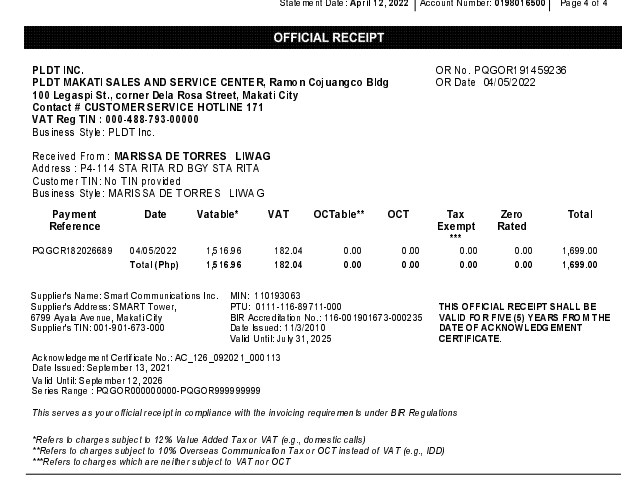 Statement Date: April 12, 2022 | Account Number: 0198016500 | Page 4 of 4
OFFICIAL RECEIPT
PLDT INC.
PLDT MAKATI SALES AND SERVICE CENTER, Ramon Cojuangco Bldg
100 Legaspi St., corner Dela Rosa Street, Makati City
Contact # CUSTOMER SERVICE HOTLINE 171
VAT Reg TIN : 000-488-793-00000
Business Style: PLDT Inc.
OR No. PQGOR191459236
OR Date 04/05/2022
Received From : MARISSA DE TORRES LIWAG
Address : P4-114 STA RITA RD BGY STA RITA
Customer TIN: No TIN provided
Business Style: MARISSA DE TORRES LIWAG
Payment Reference Date Vatable* VAT OCTable** OCT Tax Exempt *** Zero Rated Total
PQGCR182026689 04/05/2022 1,516.96 182.04 0.00 0.00 0.00 0.00 1,699.00
Total (Php) 1,516.96 182.04 0.00 0.00 0.00 0.00 1,699.00
Supplier's Name: Smart Communications Inc.
Supplier's Address: SMART Tower,
6799 Ayala Avenue, Makati City
Supplier's TIN: 001-901-673-000
MIN: 110193063
PTU: 0111-116-89711-000
BIR Accreditation No.: 116-001901673-000235
Date Issued: 11/3/2010
Valid Until: July 31, 2025
THIS OFFICIAL RECEIPT SHALL BE
VALID FOR FIVE (5) YEARS FROM THE
DATE OF ACKNOWLEDGEMENT
CERTIFICATE.
Acknowledgement Certificate No.: AC_126_092021_000113
Date Issued: September 13, 2021
Valid Until: September 12, 2026
Series Range : PQGOR000000000-PQGOR999999999
This serves as your official receipt in compliance with the invoicing requirements under BIR Regulations
*Refers to charges subject to 12% Value Added Tax or VAT (e.g., domestic calls)
**Refers to charges subject to 10% Overseas Communication Tax or OCT instead of VAT (e.g., IDD)
***Refers to charges which are neither subject to VAT nor OCT